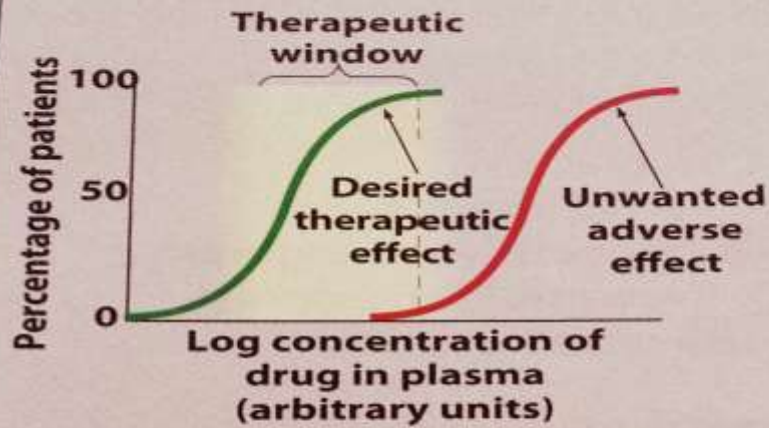 Therapeutic
window
100
50
0
Percentage of patients
Desired
therapeutic
effect
Unwanted
adverse
effect
Log concentration of
drug in plasma
(arbitrary units)